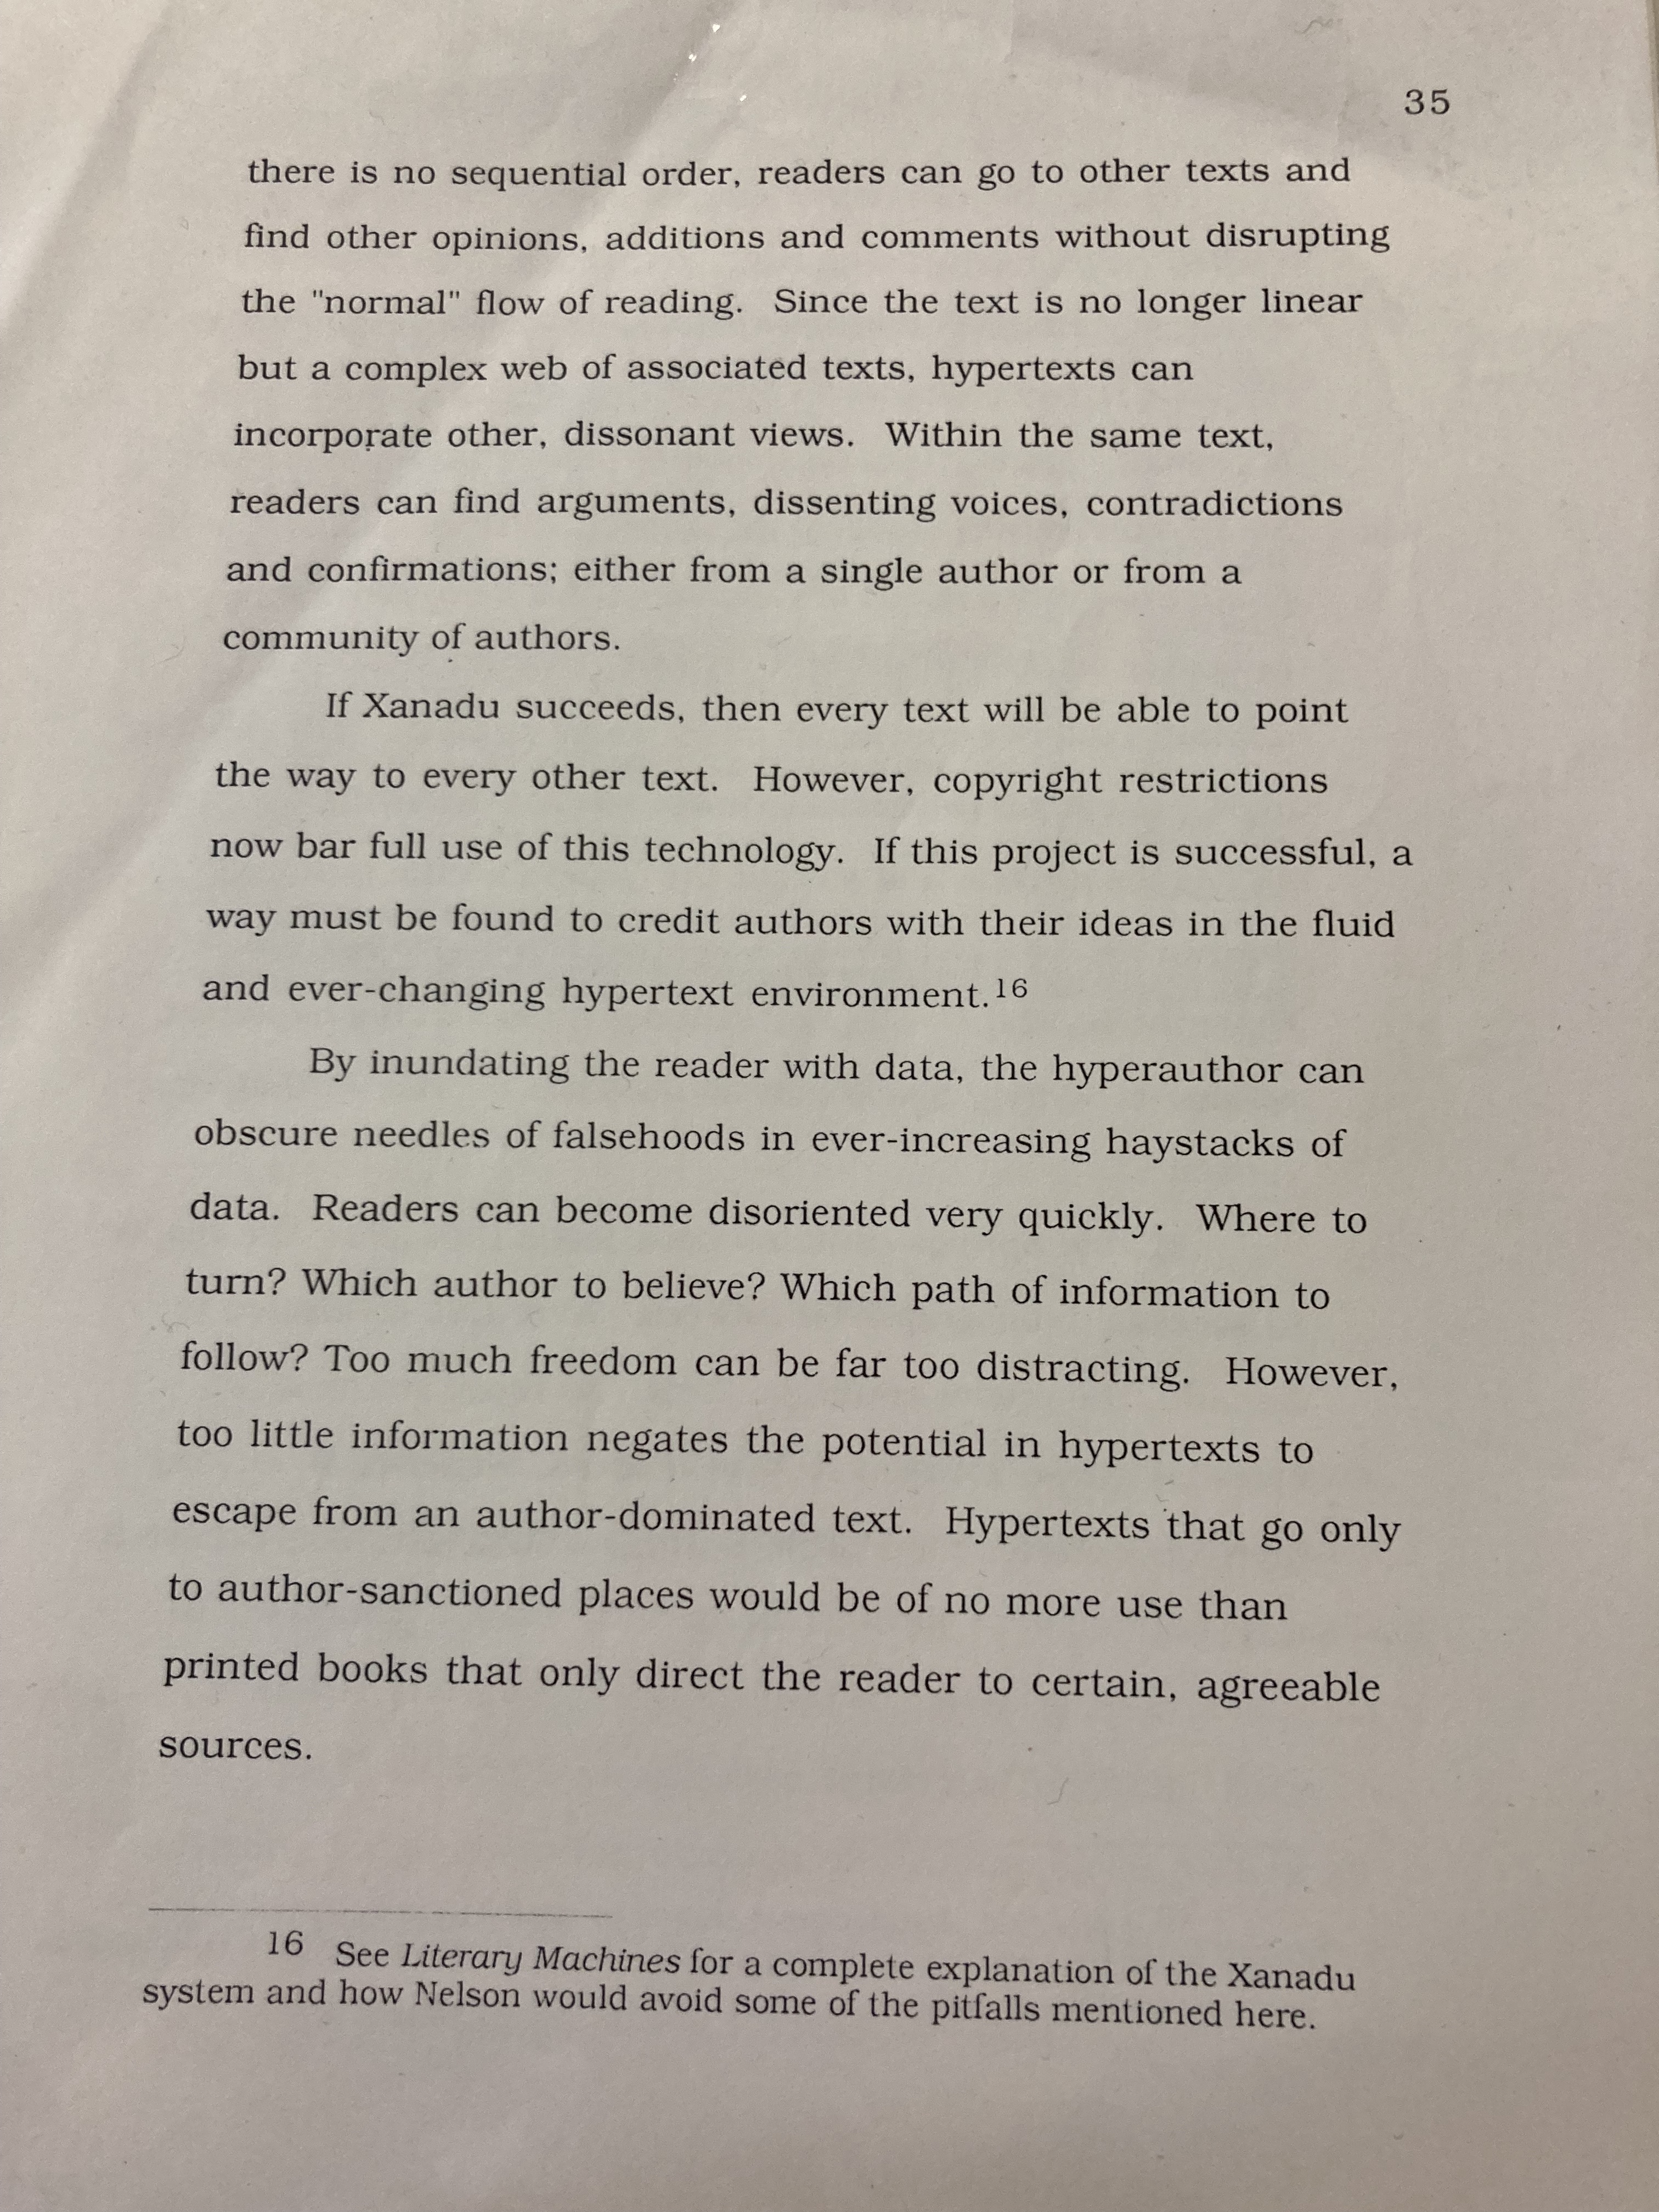 35
there is no sequential order, readers can go to other texts and
find other opinions, additions and comments without disrupting
the "normal" flow of reading.  Since the text is no longer linear
but a complex web of associated texts, hypertexts can
incorporate other, dissonant views.  Within the same text,
readers can find arguments, dissenting voices, contradictions
and confirmations; either from a single author or from a
community of authors.
If Xanadu succeeds, then every text will be able to point
the way to every other text.  However, copyright restrictions
now bar full use of this technology.  If this project is successful, a
way must be found to credit authors with their ideas in the fluid
and ever-changing hypertext environment.16
By inundating the reader with data, the hyperauthor can
obscure needles of falsehoods in ever-increasing haystacks of
data.  Readers can become disoriented very quickly.  Where to
turn? Which author to believe? Which path of information to
follow? Too much freedom can be far too distracting.  However,
too little information negates the potential in hypertexts to
escape from an author-dominated text.  Hypertexts that go only
to author-sanctioned places would be of no more use than
printed books that only direct the reader to certain, agreeable
sources.
16 See Literary Machines for a complete explanation of the Xanadu
system and how Nelson would avoid some of the pitfalls mentioned here.